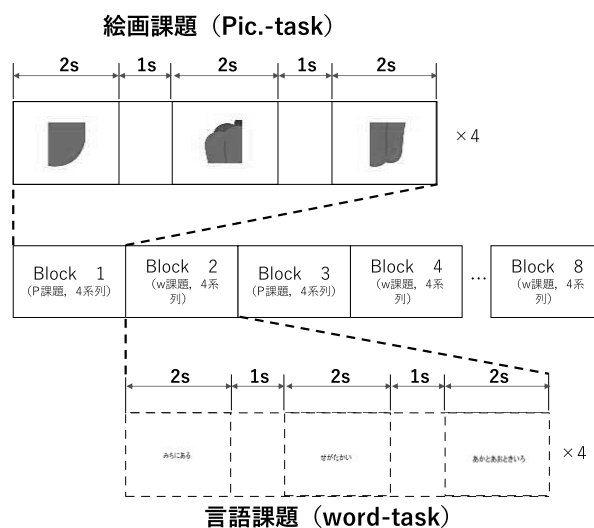 絵画課題（Pic.-task）
2s 1s 2s 1s 2s
×4
Block 1
（P課題，4系列）
Block 2
（w課題，4系
列）
Block 3
（P課題，4系列）
Block 4
（w課題，4系
列）
…
Block 8
（w課題，4系
列）
2s 1s 2s 1s 2s
みちにある
せがたかい
あかとあおときいろ
×4
言語課題（word-task）